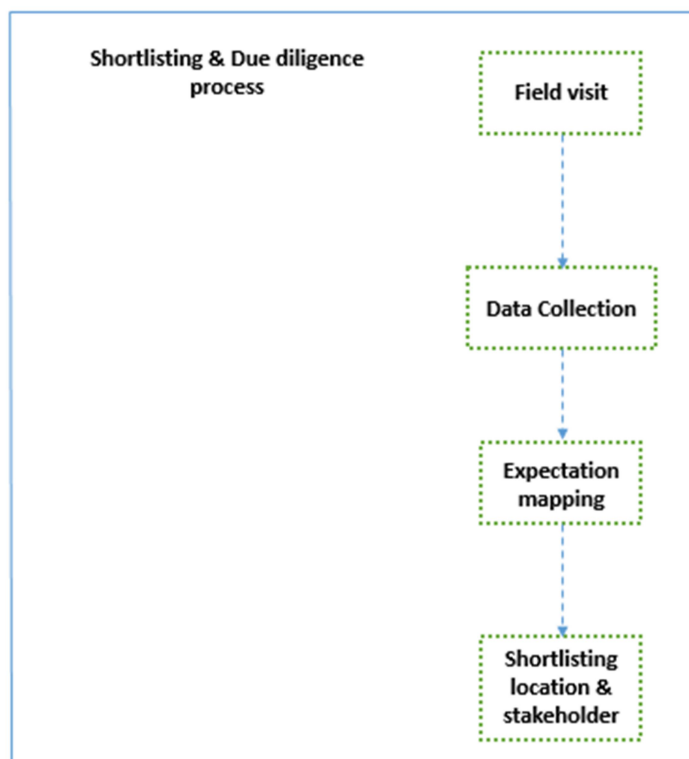 Shortlisting & Due diligence
process
Field visit
Data Collection
Expectation
mapping
Shortlisting
location &
stakeholder